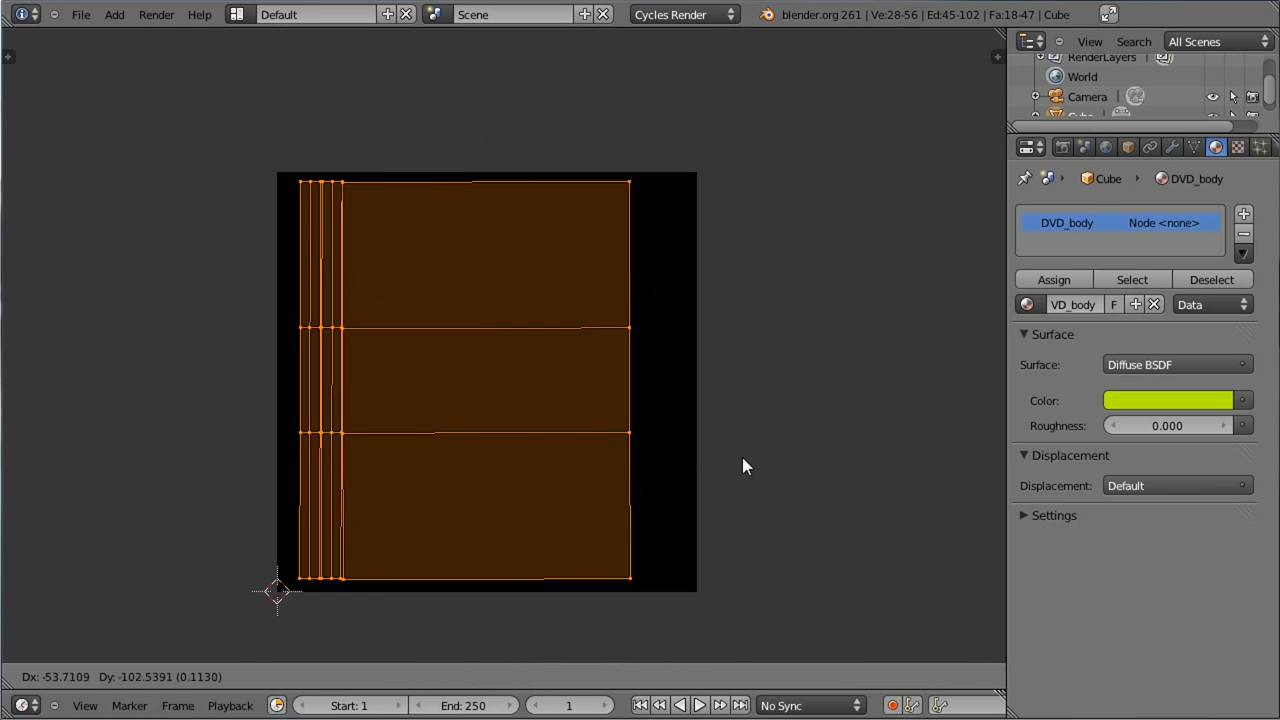 File Add Render Help Default Scene Cycles Render blender.org 261 | Ve:28-56 | Ed:45-102 | Fa:18-47 | Cube
View Search All Scenes
RenderLayers
World
Camera
Cube DVD_body
DVD_body Node <none>
Assign Select Deselect
VD_body F Data
Surface
Surface: Diffuse BSDF
Color:
Roughness: 0.000
Displacement
Displacement: Default
Settings
Dx: -53.7109 Dy: -102.5391 (0.1130)
View Marker Frame Playback Start: 1 End: 250 1 No Sync